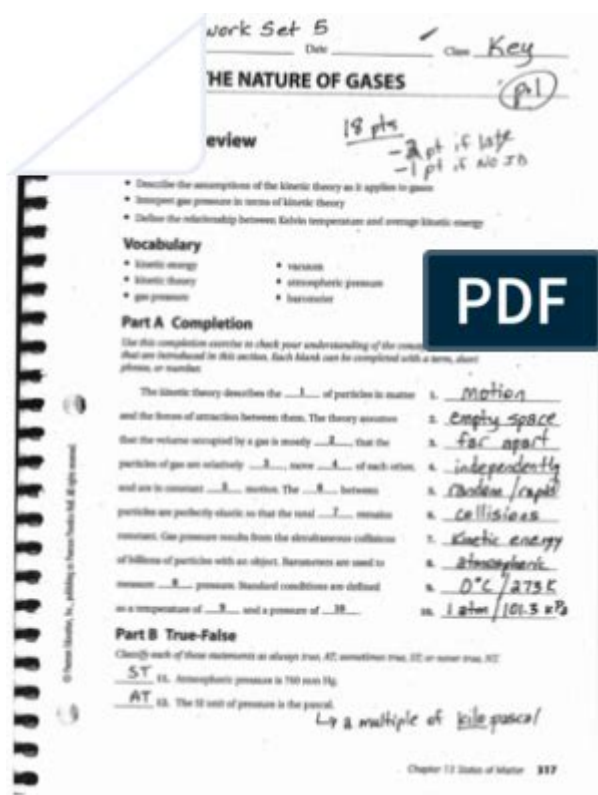 work Set 5
Date Class Key
THE NATURE OF GASES
p.1
eview
18 pts
pt if late
-1 pt if NO ID
• Describe the assumptions of the kinetic theory as it applies to gases
• Interpret gas pressure in terms of kinetic theory
• Define the relationship between Kelvin temperature and average kinetic energy
Vocabulary
• kinetic energy • vacuum
• kinetic theory • atmospheric pressure
• gas pressure • barometer
PDF
Part A Completion
Use this completion exercise to check your understanding of the
that are introduced in this section. Each blank can be completed with a term, short
phrase, or number.
The kinetic theory describes the 1 of particles in matter 1. motion
and the forces of attraction between them. The theory assumes 2. empty space
that the volume occupied by a gas is mostly 2 , that the 3. far apart
particles of gas are relatively 3 , move 4 of each other, 4. independently
and are in constant 5 motion. The 6 between 5. random/rapid
particles are perfectly elastic so that the total 7 remains 6. collisions
constant. Gas pressure results from the simultaneous collisions 7. Kinetic energy
of billions of particles with an object. Barometers are used to 8. atmospheric
measure 8 pressure. Standard conditions are defined 9. 0°C/273K
as a temperature of 9 and a pressure of 10 . 10. 1 atm/101.3 kPa
Part B True-False
Classify each of these statements as always true, AT; sometimes true, ST; or never true, NT.
ST 11. Atmospheric pressure is 760 mm Hg.
AT 12. The SI unit of pressure is the pascal.
↳ a multiple of kilopascal
Chapter 13 States of Matter 317
© Pearson Education, Inc., publishing as Pearson Prentice Hall. All rights reserved.